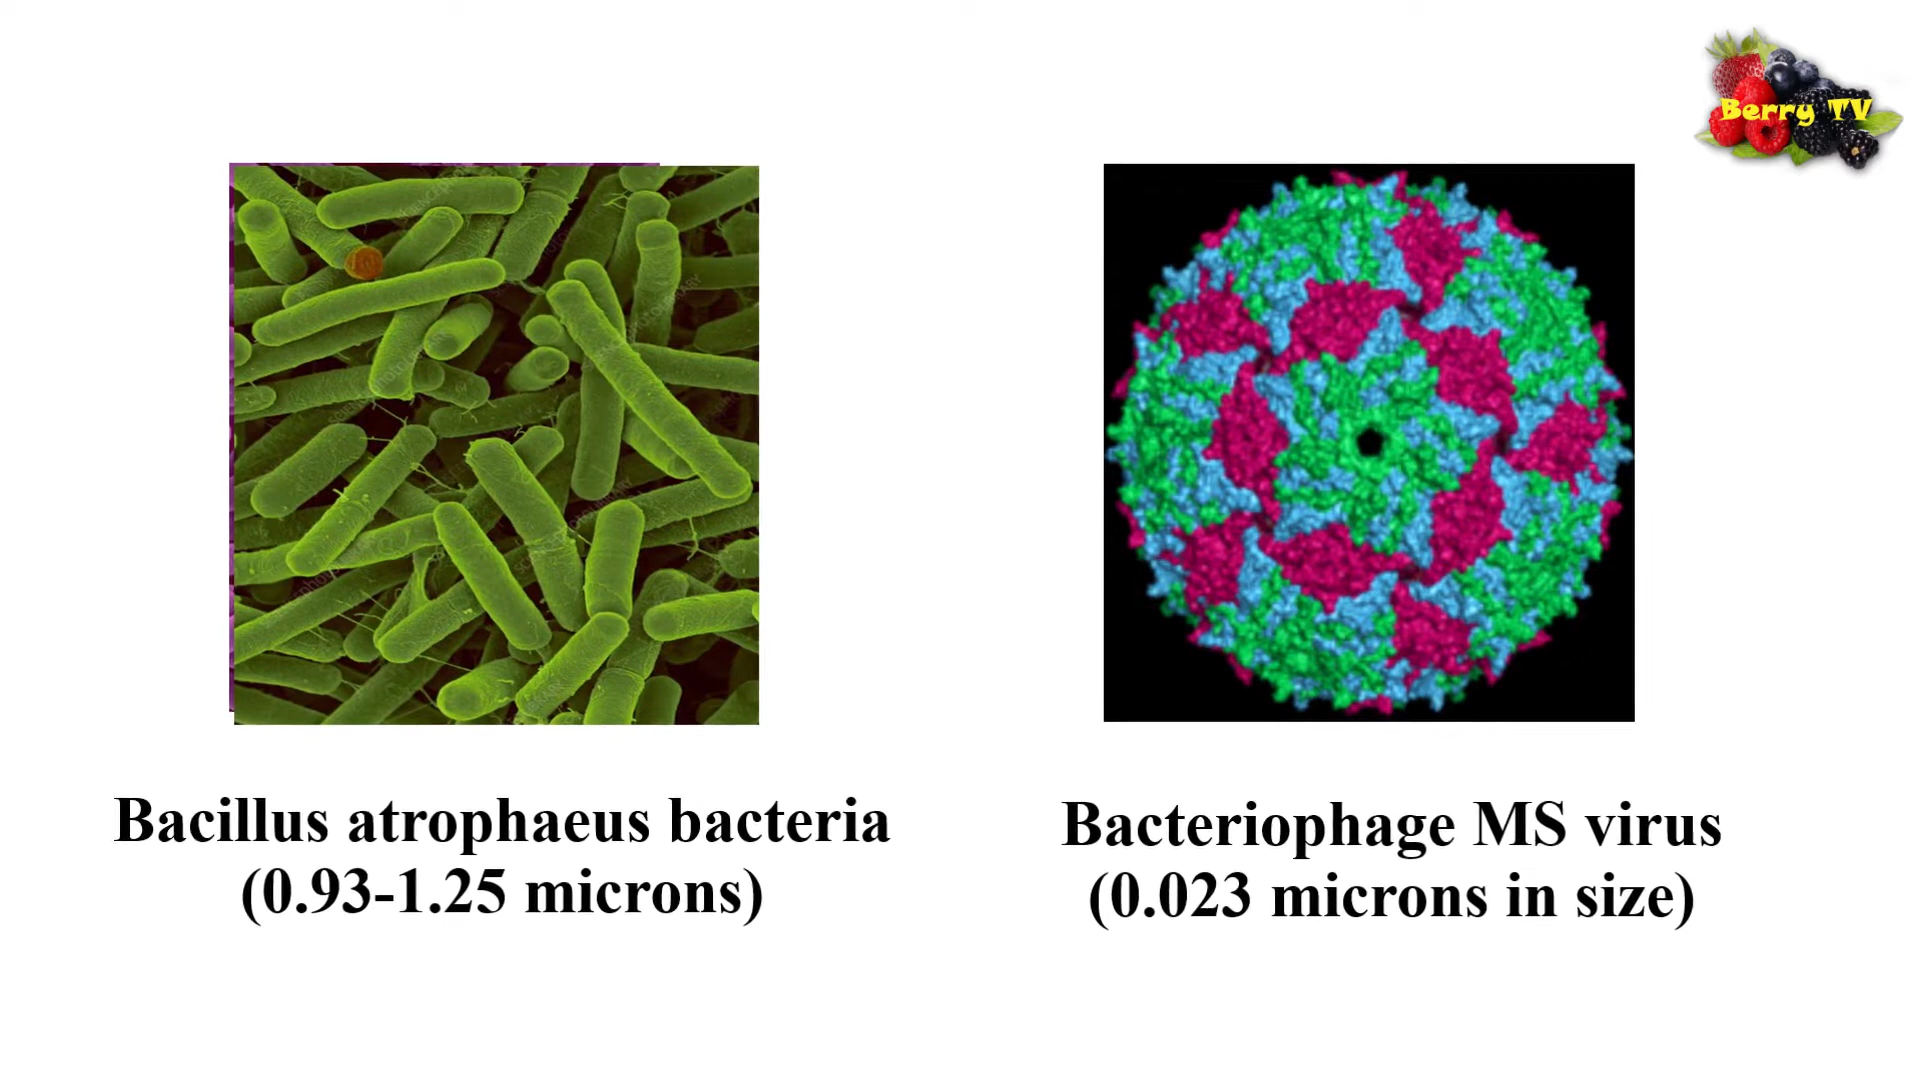 Berry TV
Bacillus atrophaeus bacteria
(0.93-1.25 microns)
Bacteriophage MS virus
(0.023 microns in size)